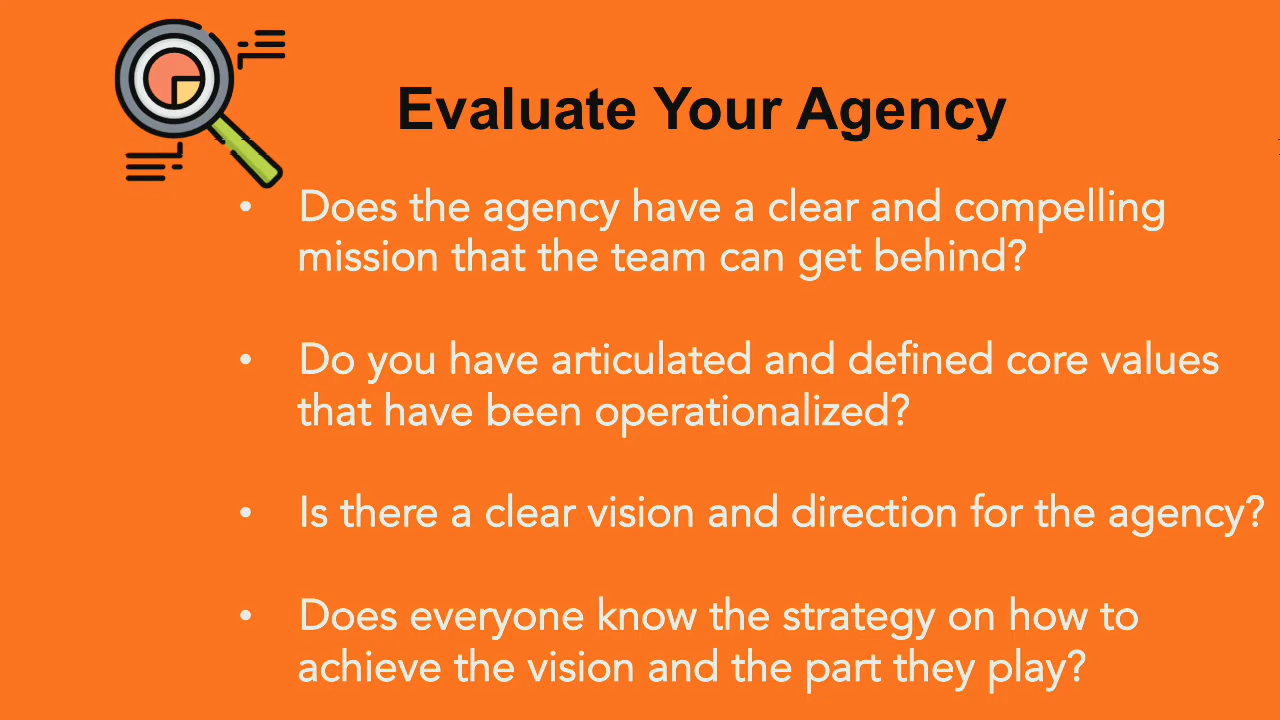 Evaluate Your Agency
• Does the agency have a clear and compelling
mission that the team can get behind?
• Do you have articulated and defined core values
that have been operationalized?
• Is there a clear vision and direction for the agency?
• Does everyone know the strategy on how to
achieve the vision and the part they play?